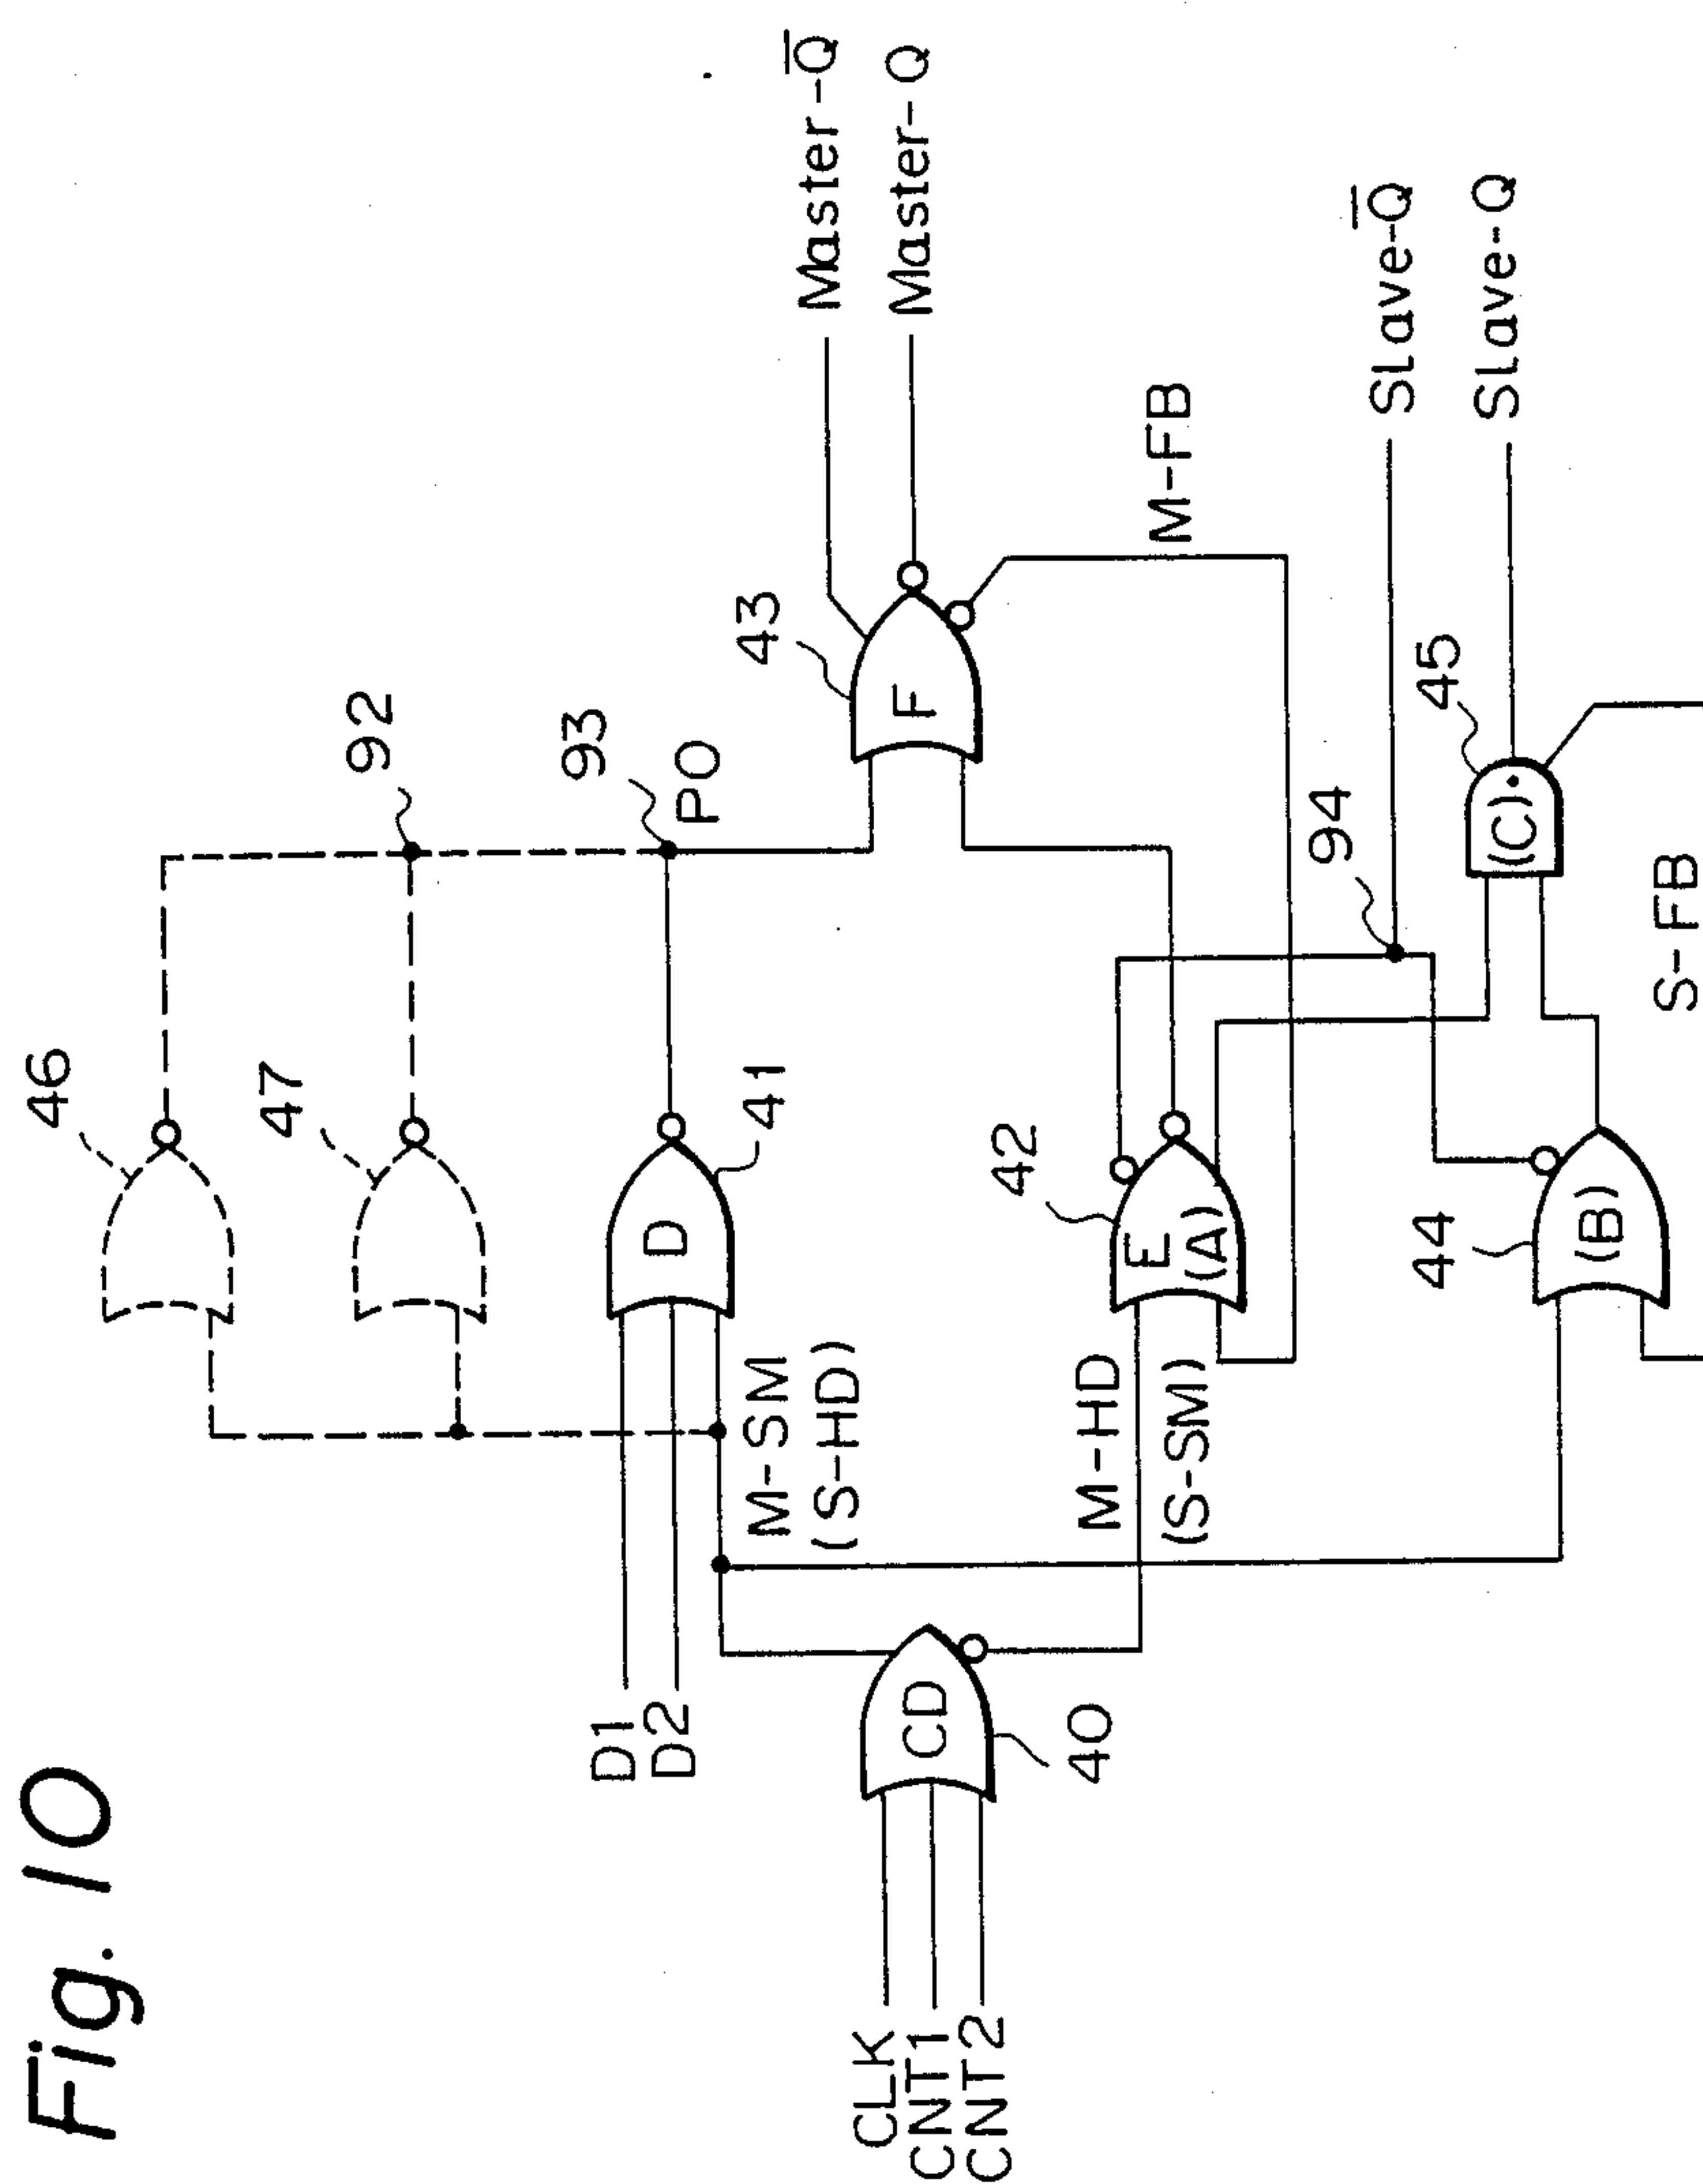 Fig. 10
46
47
92
93
PO
D1
D2
D
41
43
Master-Q̅
Master-Q
F
M-SM
(S-HD)
CLK
CNT1
CNT2
CD
40
42
M-HD
(S-SM)
E
(A)
M-FB
94
Slave-Q̅
Slave-Q
45
(C)
44
(B)
S-FB